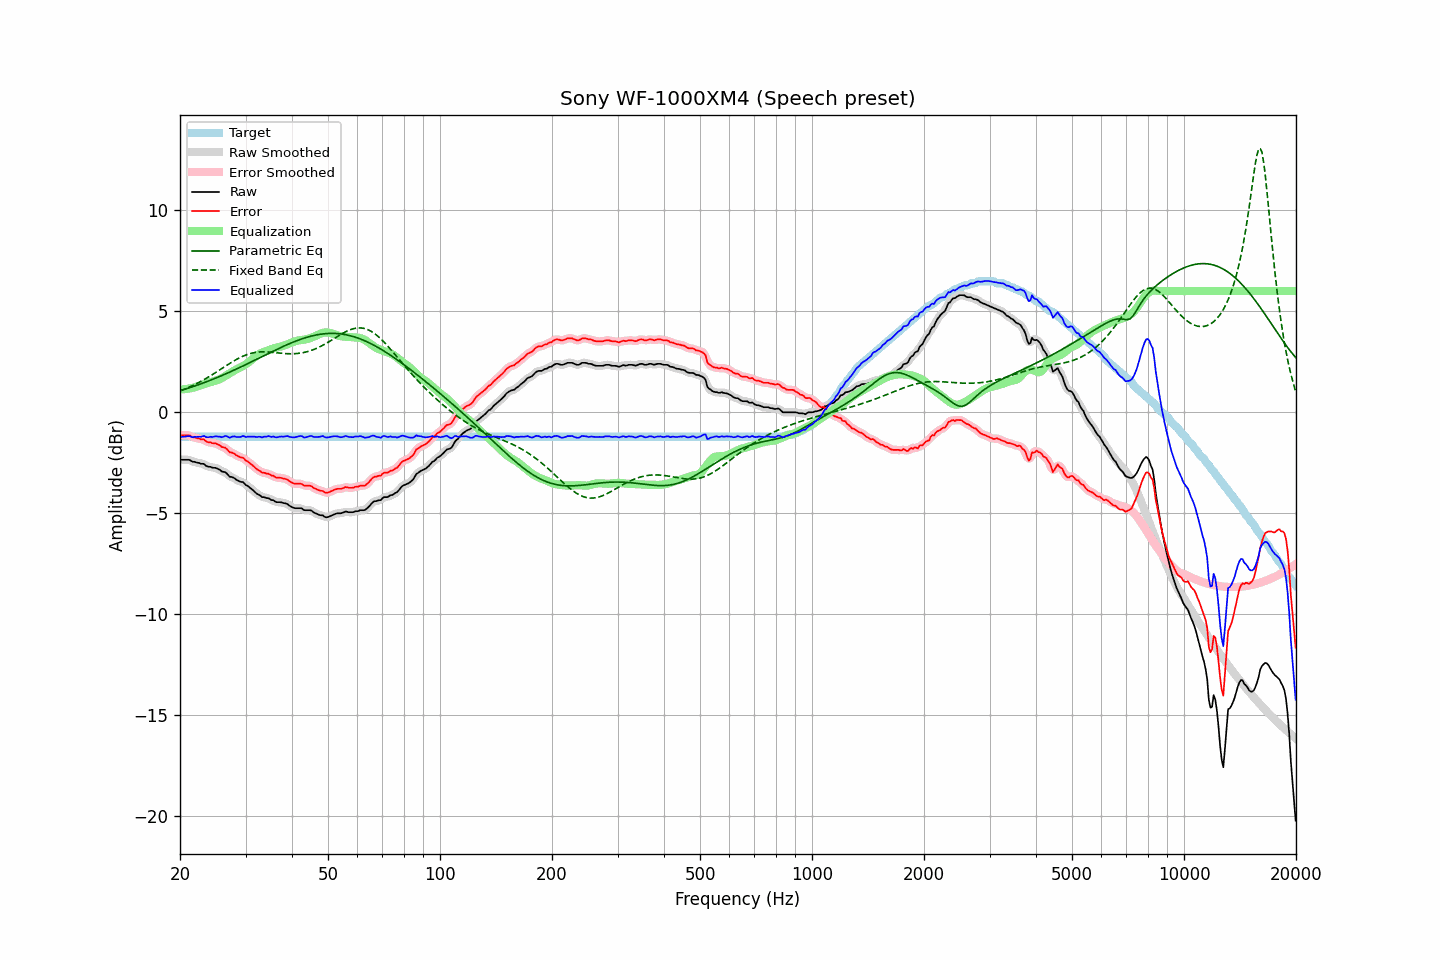 Sony WF-1000XM4 (Speech preset)
Target
Raw Smoothed
Error Smoothed
Raw
Error
Equalization
Parametric Eq
Fixed Band Eq
Equalized
Amplitude (dBr)
10
5
0
−5
−10
−15
−20
20
50
100
200
500
1000
2000
5000
10000
20000
Frequency (Hz)